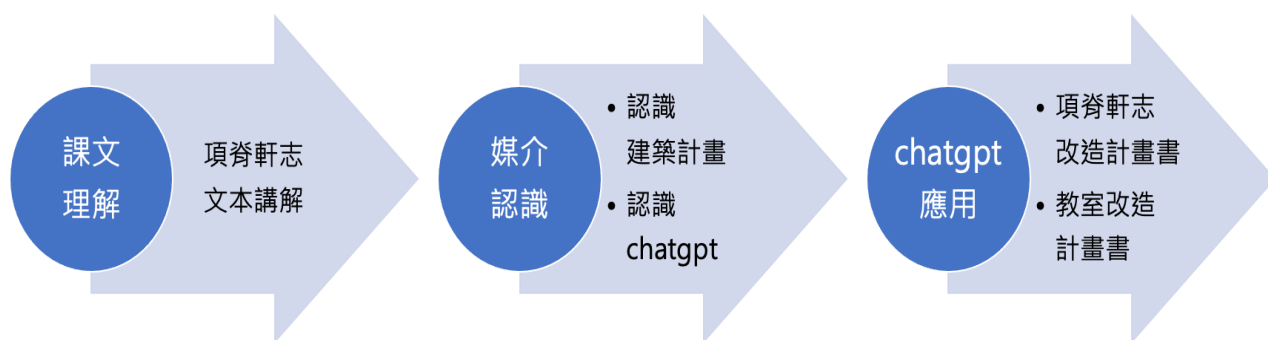 課文
理解
項脊軒志
文本講解
媒介
認識
• 認識
建築計畫
• 認識
chatgpt
chatgpt
應用
• 項脊軒志
改造計畫書
• 教室改造
計畫書